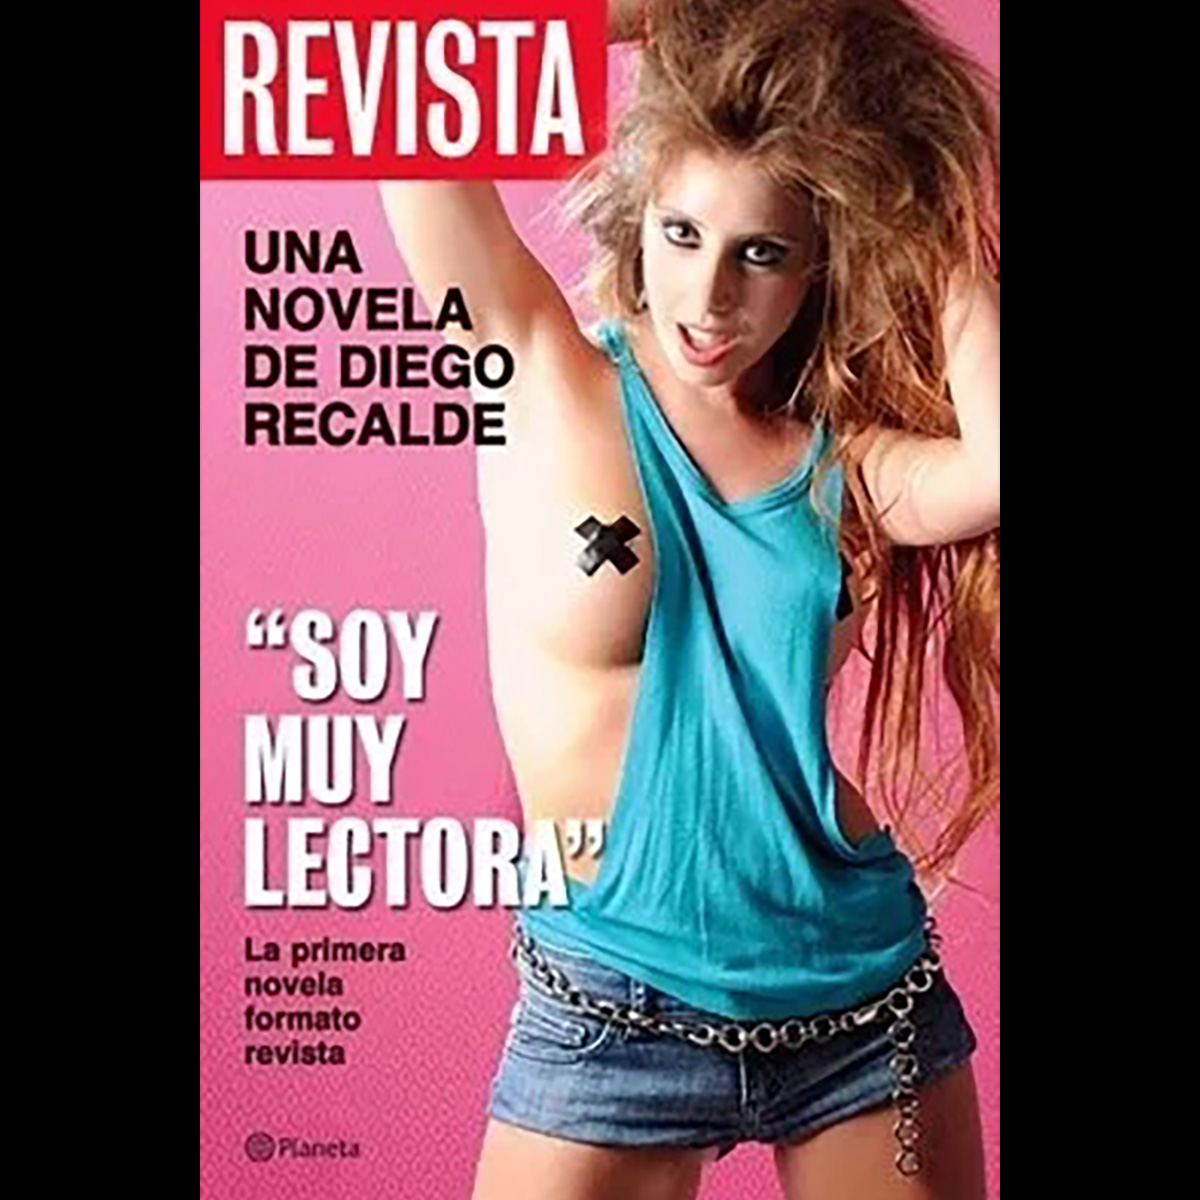 REVISTA
UNA
NOVELA
DE DIEGO
RECALDE
“SOY
MUY
LECTORA”
La primera
novela
formato
revista
Planeta